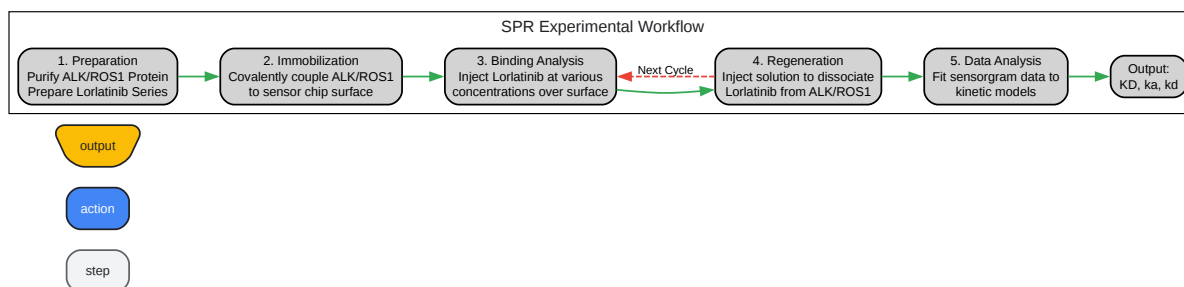 SPR Experimental Workflow
1. Preparation
Purify ALK/ROS1 Protein
Prepare Lorlatinib Series
2. Immobilization
Covalently couple ALK/ROS1
to sensor chip surface
3. Binding Analysis
Inject Lorlatinib at various
concentrations over surface
Next Cycle
4. Regeneration
Inject solution to dissociate
Lorlatinib from ALK/ROS1
5. Data Analysis
Fit sensorgram data to
kinetic models
Output:
KD, ka, kd
output
action
step